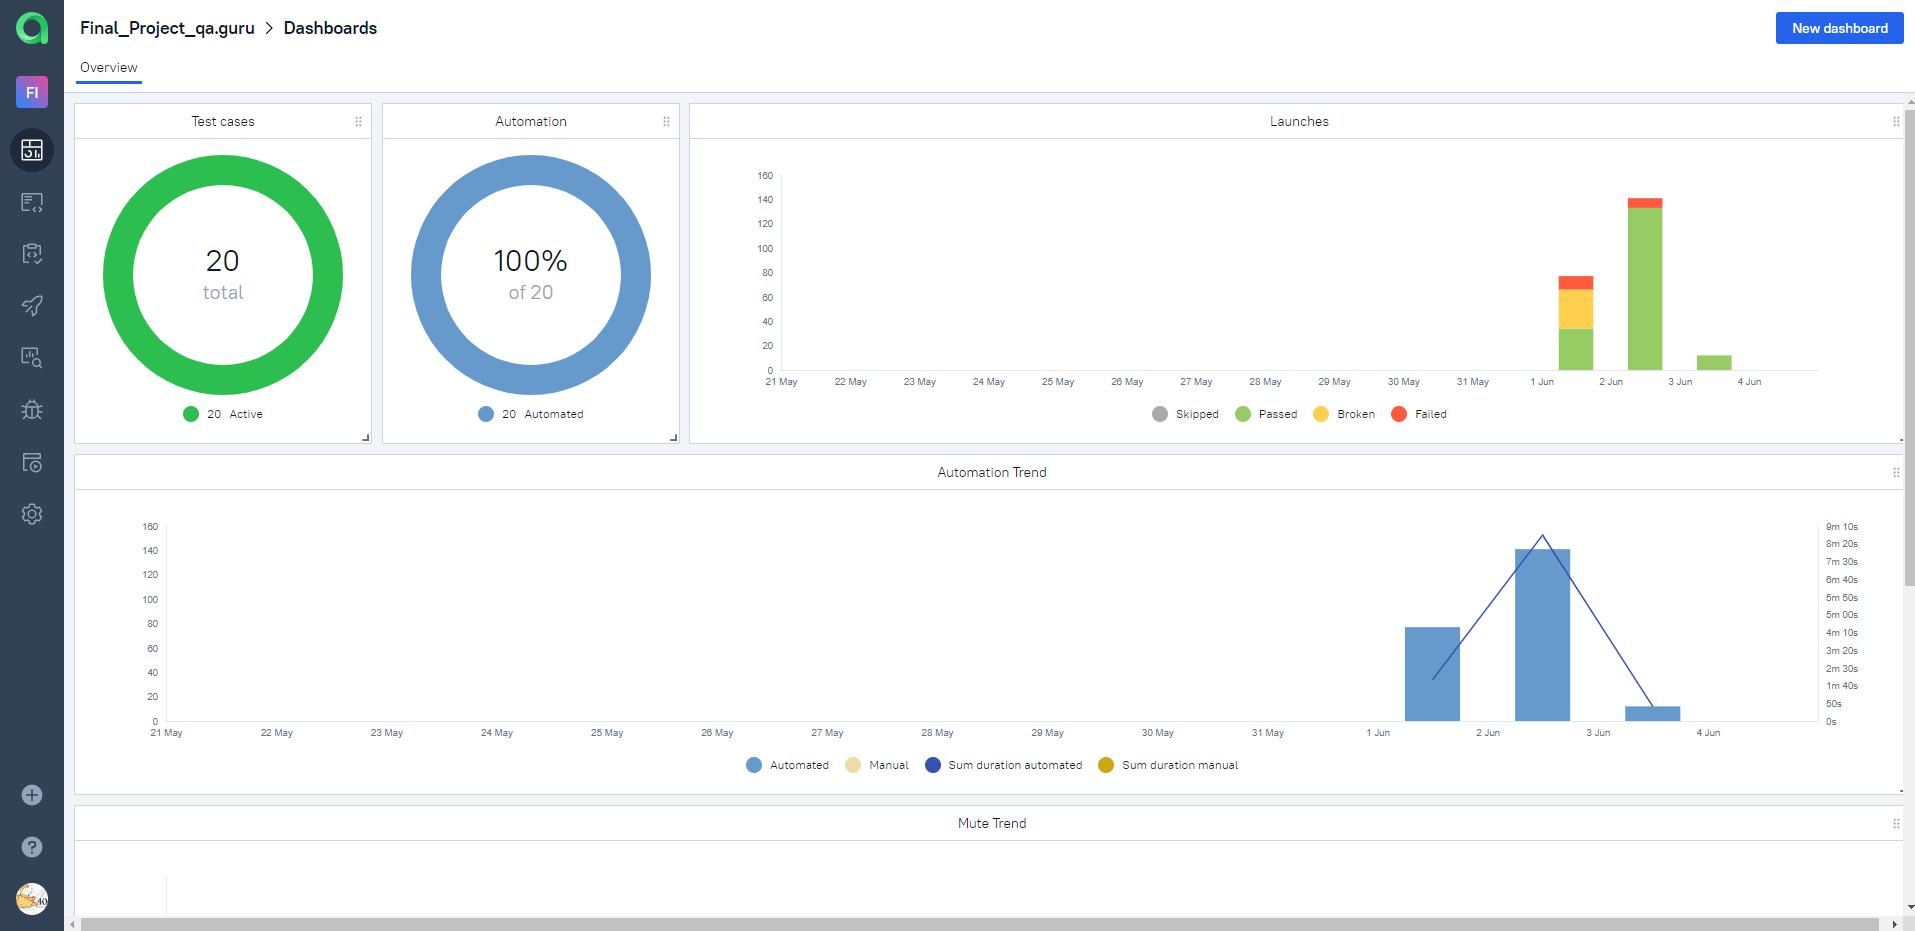 Final_Project_qa.guru > Dashboards
New dashboard
Overview
FI
Test cases
20
total
20 Active
Automation
100%
of 20
20 Automated
Launches
160
140
120
100
80
60
40
20
0
21 May 22 May 23 May 24 May 25 May 26 May 27 May 28 May 29 May 30 May 31 May 1 Jun 2 Jun 3 Jun 4 Jun
Skipped Passed Broken Failed
Automation Trend
160
140
120
100
80
60
40
20
0
9m 10s
8m 20s
7m 30s
6m 40s
5m 50s
5m 00s
4m 10s
3m 20s
2m 30s
1m 40s
50s
0s
21 May 22 May 23 May 24 May 25 May 26 May 27 May 28 May 29 May 30 May 31 May 1 Jun 2 Jun 3 Jun 4 Jun
Automated Manual Sum duration automated Sum duration manual
Mute Trend